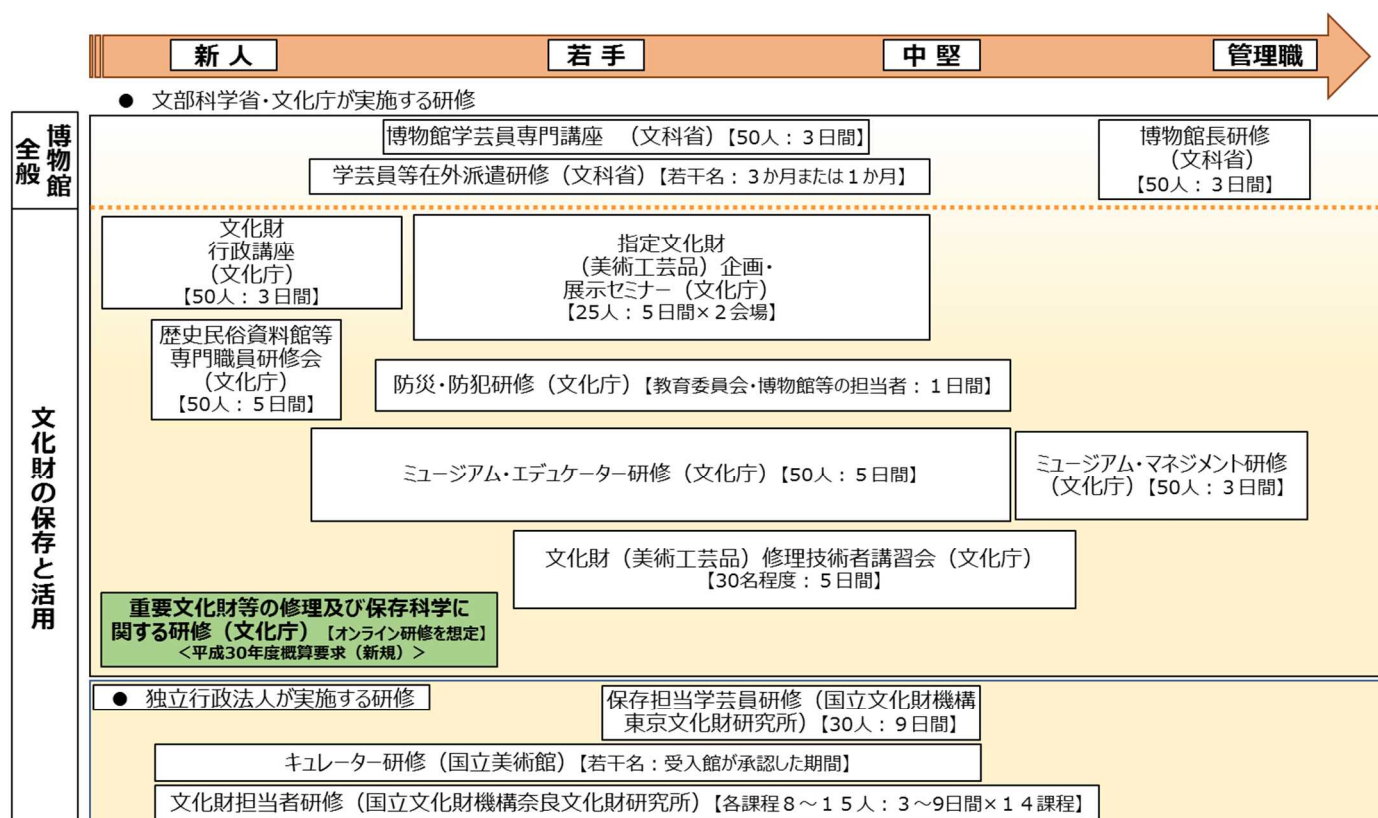 新人
若手
中堅
管理職
● 文部科学省・文化庁が実施する研修
博物館
全般
博物館学芸員専門講座 （文科省）【50人：３日間】
学芸員等在外派遣研修（文科省）【若干名：３か月または１か月】
博物館長研修
（文科省）
【50人：３日間】
文化財の保存と活用
文化財
行政講座
（文化庁）
【50人：３日間】
指定文化財
（美術工芸品）企画・
展示セミナー（文化庁）
【25人：５日間×２会場】
歴史民俗資料館等
専門職員研修会
（文化庁）
【50人：５日間】
防災・防犯研修（文化庁）【教育委員会・博物館等の担当者：１日間】
ミュージアム・エデュケーター研修（文化庁）【50人：５日間】
ミュージアム・マネジメント研修
（文化庁）【50人：３日間】
文化財（美術工芸品）修理技術者講習会（文化庁）
【30名程度：５日間】
重要文化財等の修理及び保存科学に
関する研修（文化庁）【オンライン研修を想定】
＜平成30年度概算要求（新規）＞
● 独立行政法人が実施する研修
保存担当学芸員研修（国立文化財機構
東京文化財研究所）【30人：９日間】
キュレーター研修（国立美術館）【若干名：受入館が承認した期間】
文化財担当者研修（国立文化財機構奈良文化財研究所）【各課程８～１５人：３～9日間×１４課程】